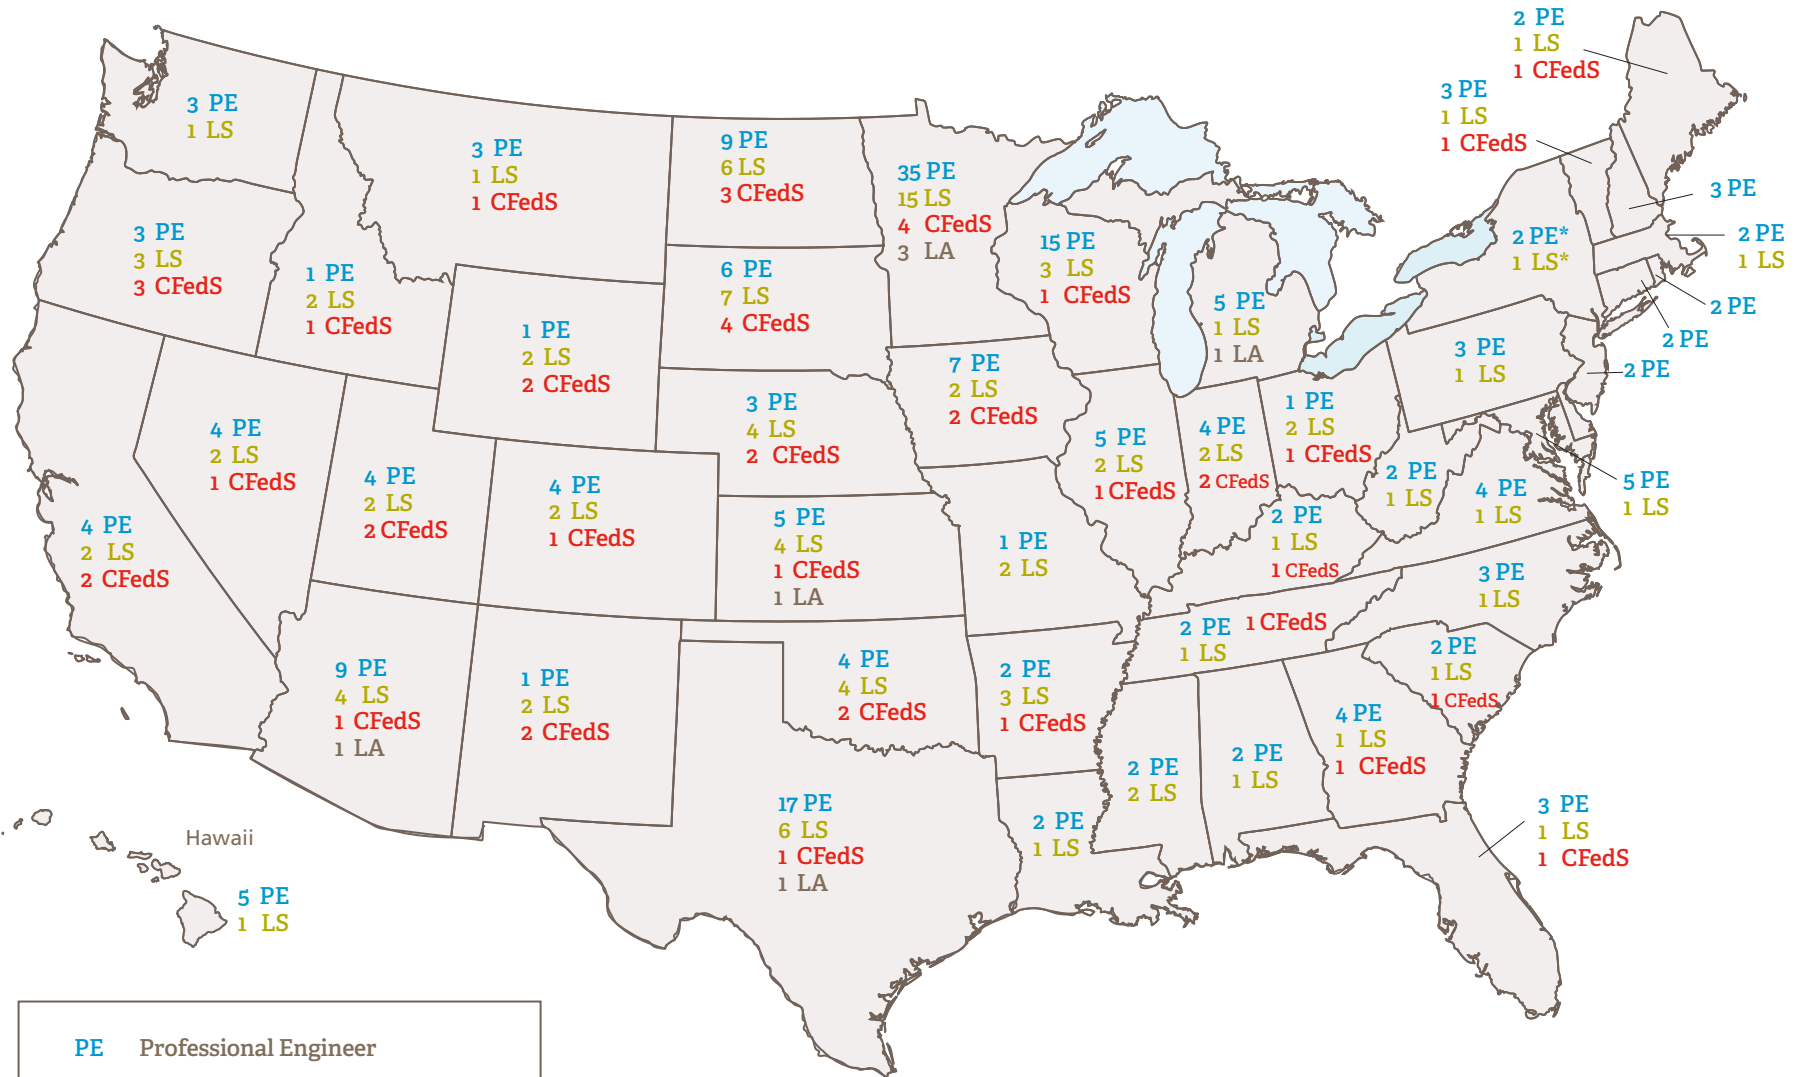 2 PE
1 LS
1 CFedS
3 PE
1 LS
1 CFedS
3 PE
1 LS
3 PE
1 LS
1 CFedS
9 PE
6 LS
3 CFedS
35 PE
15 LS
4 CFedS
3 LA
3 PE
3 LS
3 CFedS
1 PE
2 LS
1 CFedS
6 PE
7 LS
4 CFedS
15 PE
3 LS
1 CFedS
5 PE
1 LS
1 LA
2 PE*
1 LS*
3 PE
2 PE
1 LS
2 PE
2 PE
2 PE
1 PE
2 LS
2 CFedS
7 PE
2 LS
2 CFedS
3 PE
1 LS
4 PE
2 LS
1 CFedS
4 PE
2 LS
2 CFedS
4 PE
2 LS
1 CFedS
3 PE
4 LS
2 CFedS
5 PE
2 LS
1 CFedS
4 PE
2 LS
2 CFedS
1 PE
2 LS
1 CFedS
2 PE
1 LS
4 PE
1 LS
5 PE
1 LS
4 PE
2 LS
2 CFedS
5 PE
4 LS
1 CFedS
1 LA
1 PE
2 LS
2 PE
1 LS
1 CFedS
3 PE
1 LS
9 PE
4 LS
1 CFedS
1 LA
1 PE
2 LS
2 CFedS
4 PE
4 LS
2 CFedS
2 PE
3 LS
1 CFedS
2 PE
1 LS
1 CFedS
2 PE
1 LS
1 CFedS
17 PE
6 LS
1 CFedS
1 LA
2 PE
1 LS
2 PE
2 LS
2 PE
1 LS
4 PE
1 LS
1 CFedS
3 PE
1 LS
1 CFedS
Hawaii
5 PE
1 LS
PE Professional Engineer